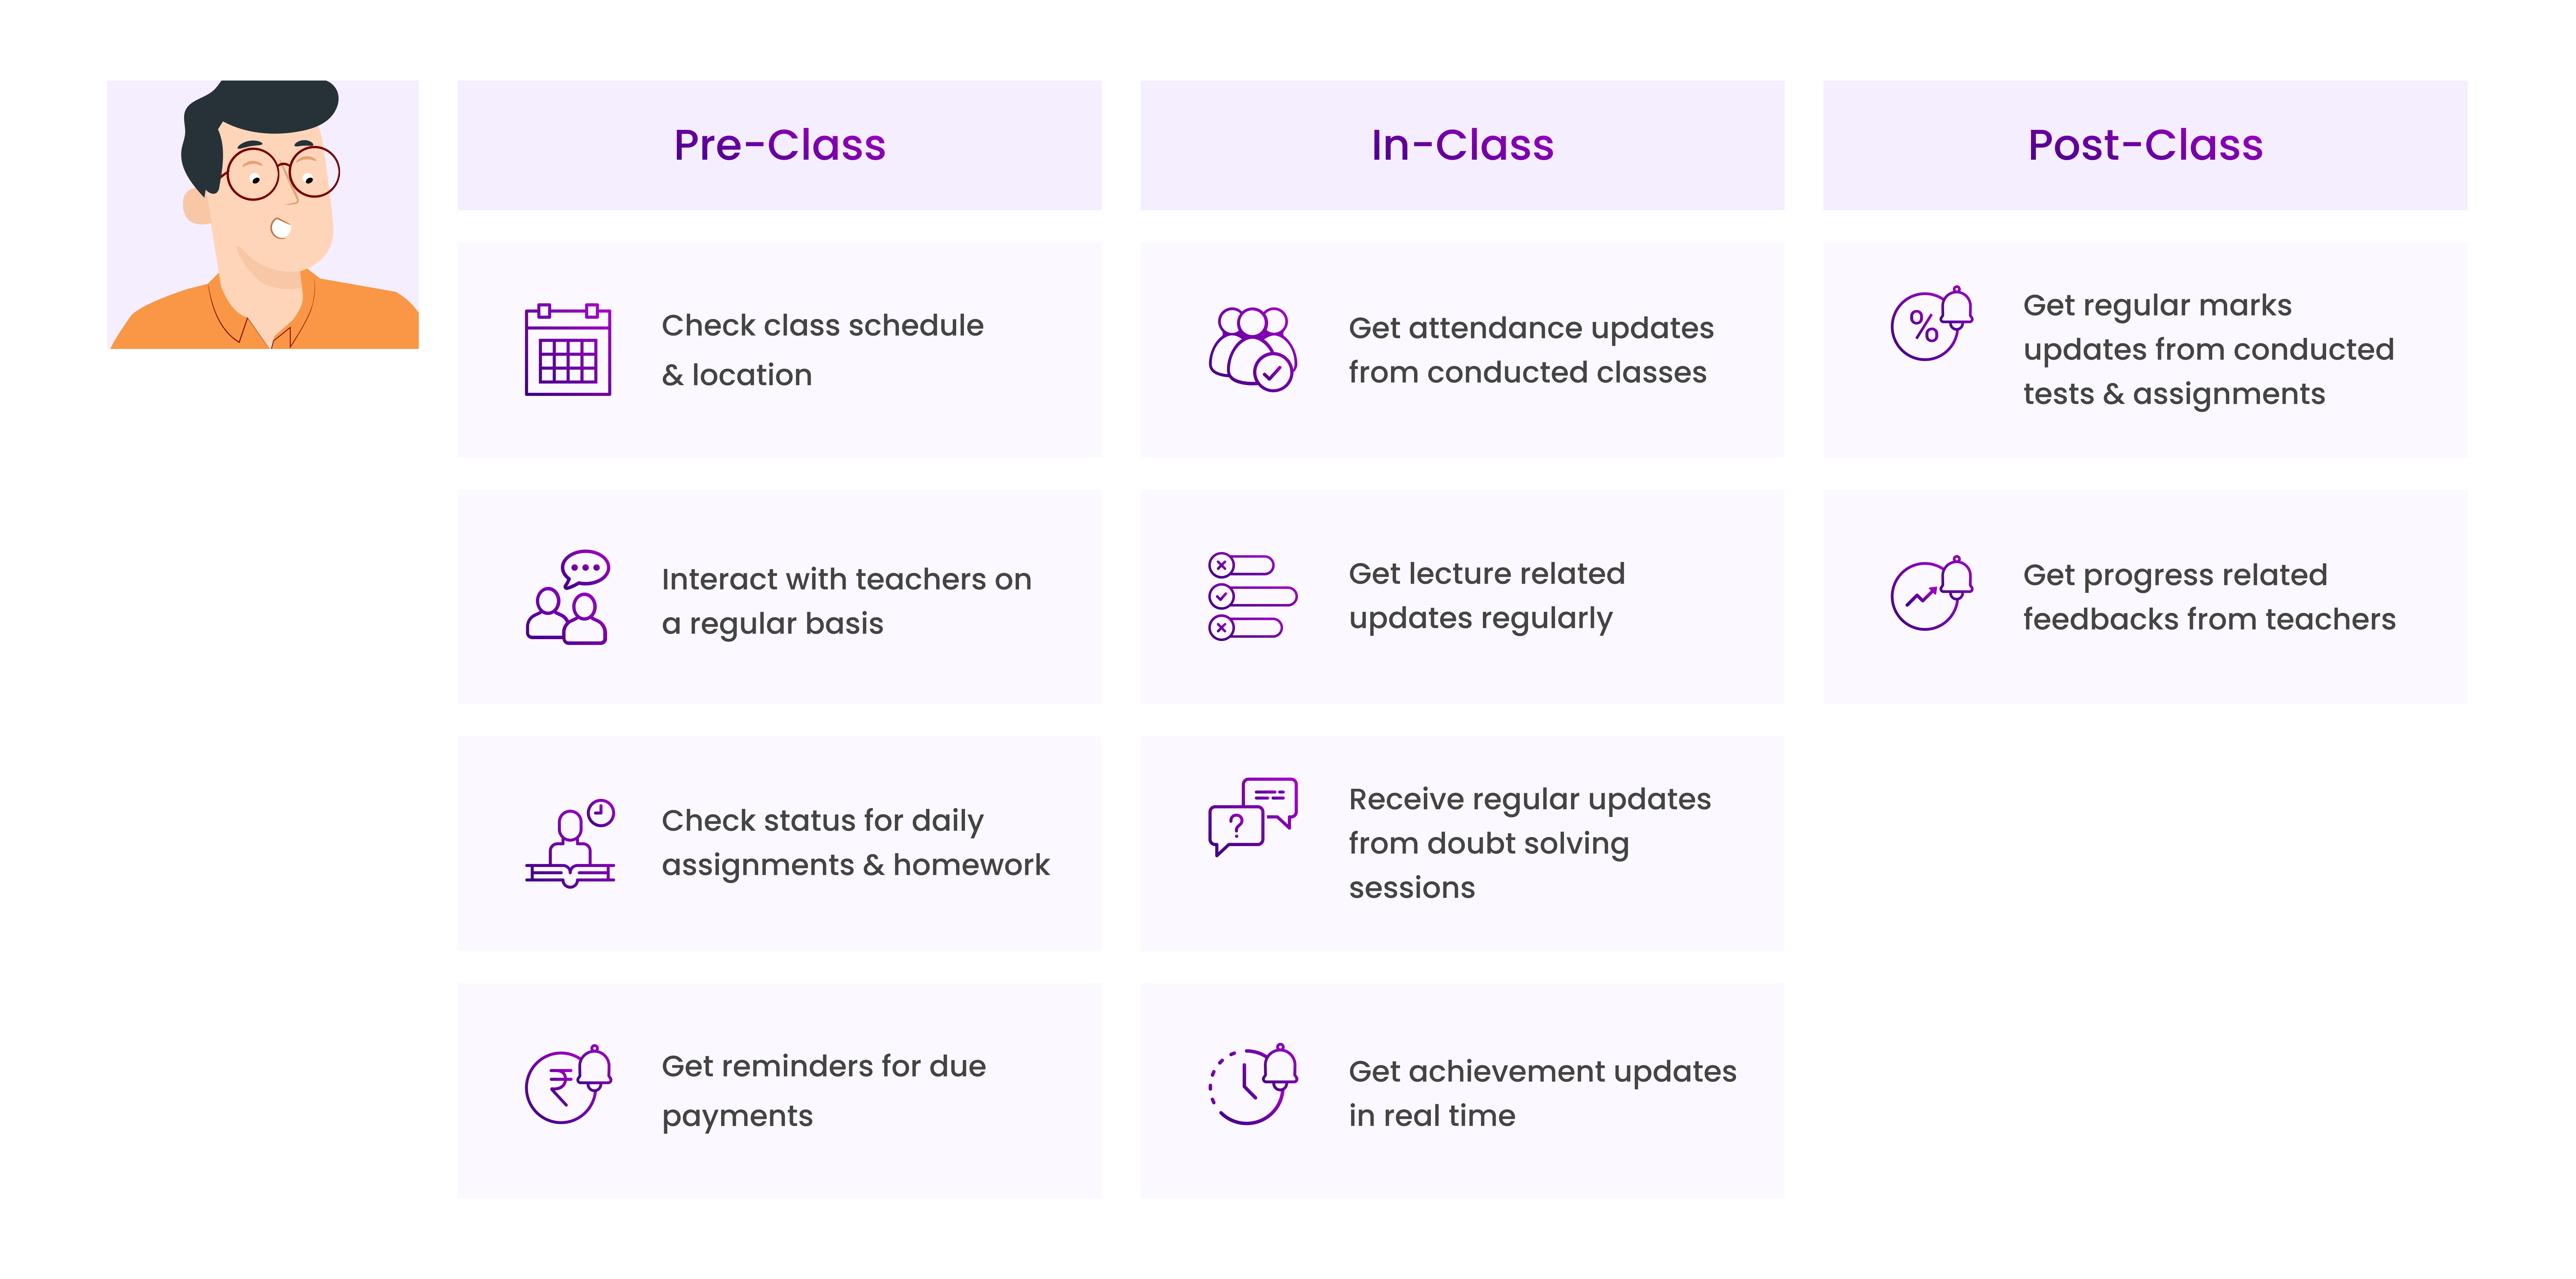 Pre-Class
Check class schedule
& location
Interact with teachers on
a regular basis
Check status for daily
assignments & homework
Get reminders for due
payments
In-Class
Get attendance updates
from conducted classes
Get lecture related
updates regularly
Receive regular updates
from doubt solving
sessions
Get achievement updates
in real time
Post-Class
Get regular marks
updates from conducted
tests & assignments
Get progress related
feedbacks from teachers